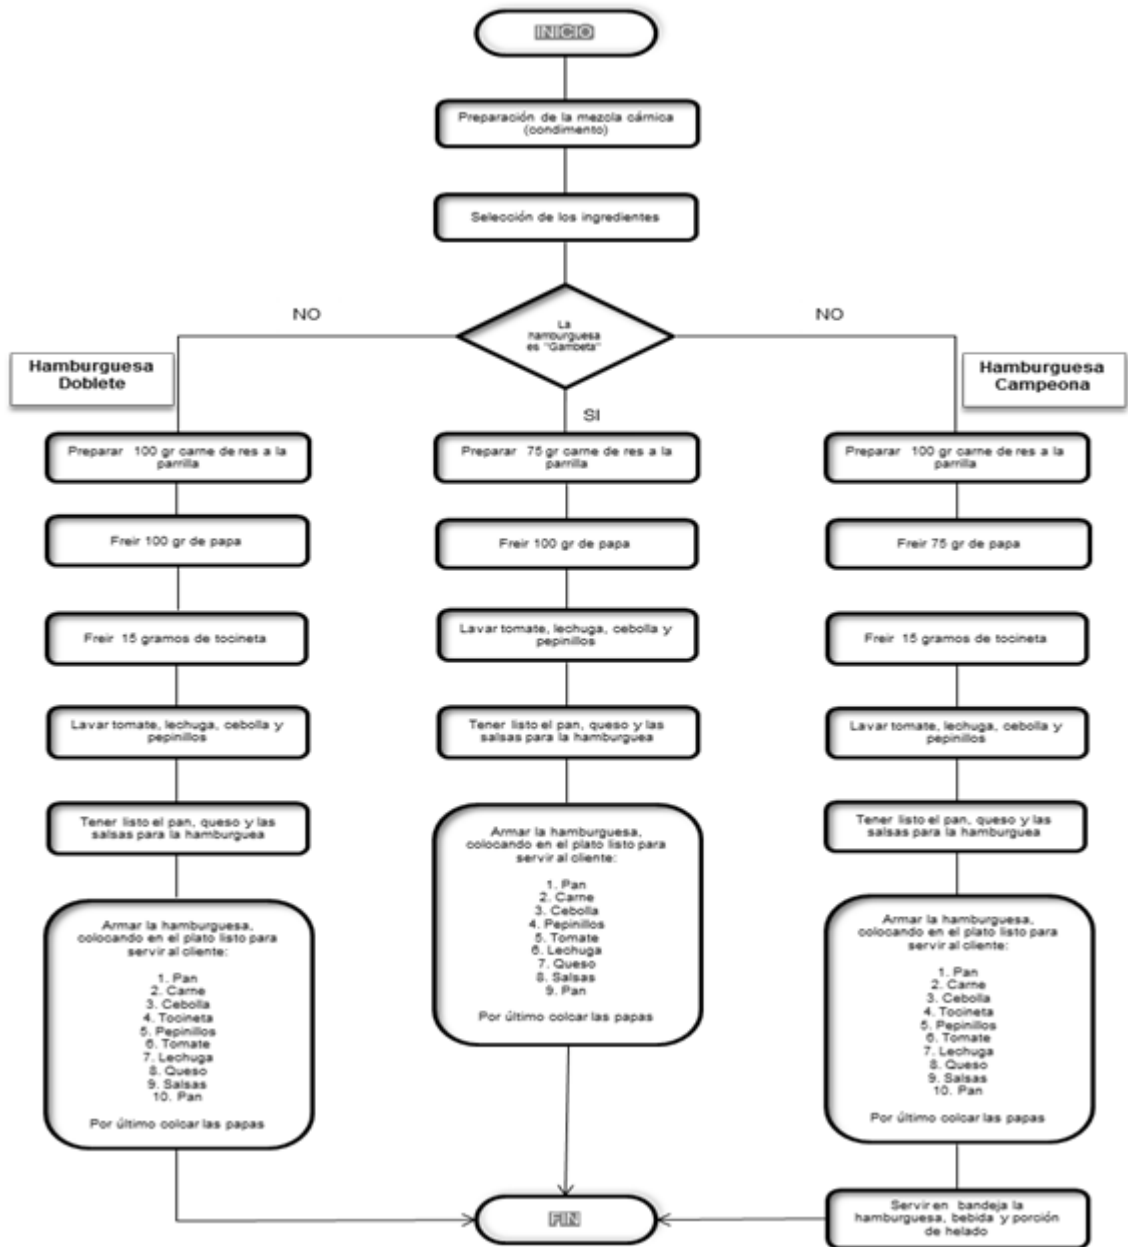 INICIO
Preparación de la mezcla cárnica
(condimento)
Selección de los ingredientes
La
hamburguesa
es "Gambeta"
NO
NO
SI
Hamburguesa
Doblete
Preparar 100 gr carne de res a la
parrilla
Freir 100 gr de papa
Freir 15 gramos de tocineta
Lavar tomate, lechuga, cebolla y
pepinillos
Tener listo el pan, queso y las
salsas para la hamburguea
Armar la hamburguesa,
colocando en el plato listo para
servir al cliente:
1. Pan
2. Carne
3. Cebolla
4. Tocineta
5. Pepinillos
6. Tomate
7. Lechuga
8. Queso
9. Salsas
10. Pan
Por último colcar las papas
Preparar 75 gr carne de res a la
parrilla
Freir 100 gr de papa
Lavar tomate, lechuga, cebolla y
pepinillos
Tener listo el pan, queso y las
salsas para la hamburguea
Armar la hamburguesa,
colocando en el plato listo para
servir al cliente:
1. Pan
2. Carne
3. Cebolla
4. Pepinillos
5. Tomate
6. Lechuga
7. Queso
8. Salsas
9. Pan
Por último colcar las papas
Hamburguesa
Campeona
Preparar 100 gr carne de res a la
parrilla
Freir 75 gr de papa
Freir 15 gramos de tocineta
Lavar tomate, lechuga, cebolla y
pepinillos
Tener listo el pan, queso y las
salsas para la hamburguea
Armar la hamburguesa,
colocando en el plato listo para
servir al cliente:
1. Pan
2. Carne
3. Cebolla
4. Tocineta
5. Pepinillos
6. Tomate
7. Lechuga
8. Queso
9. Salsas
10. Pan
Por último colcar las papas
Servir en bandeja la
hamburguesa, bebida y porción
de helado
FIN